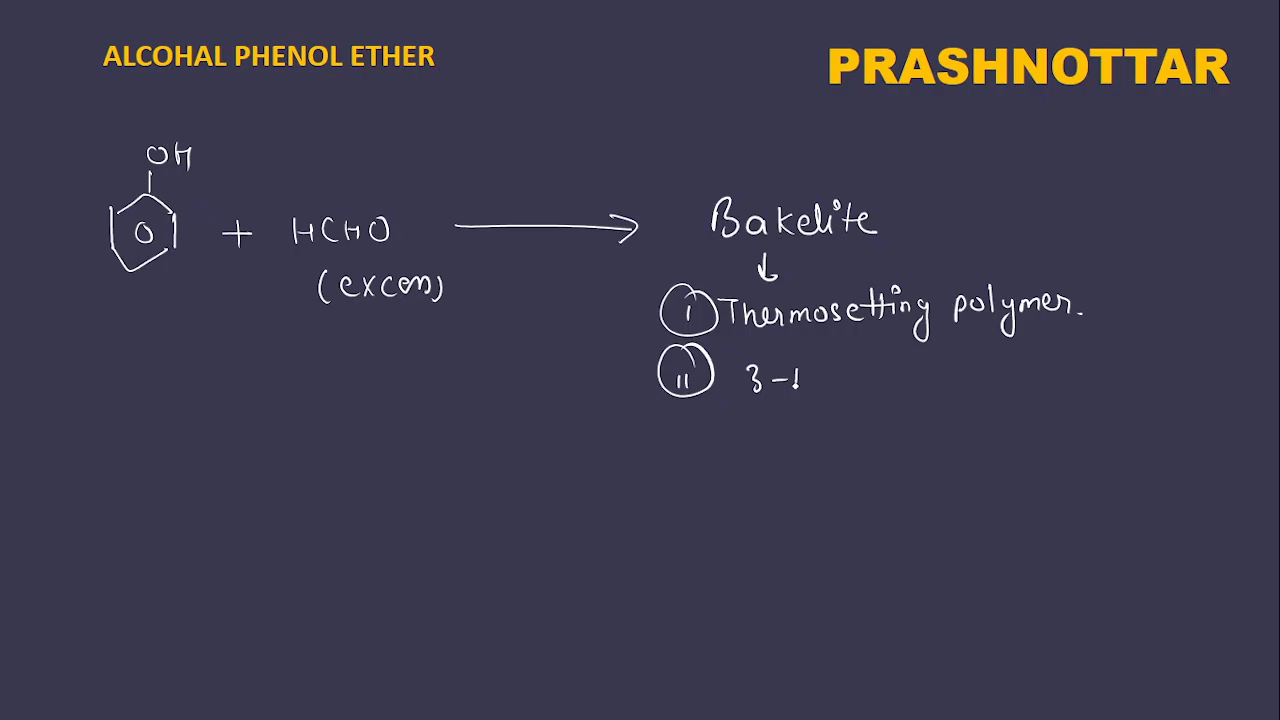 ALCOHAL PHENOL ETHER
PRASHNOTTAR
OH
+ HCHO → Bakelite
(excess)
↓
i Thermosetting polymer.
ii 3-